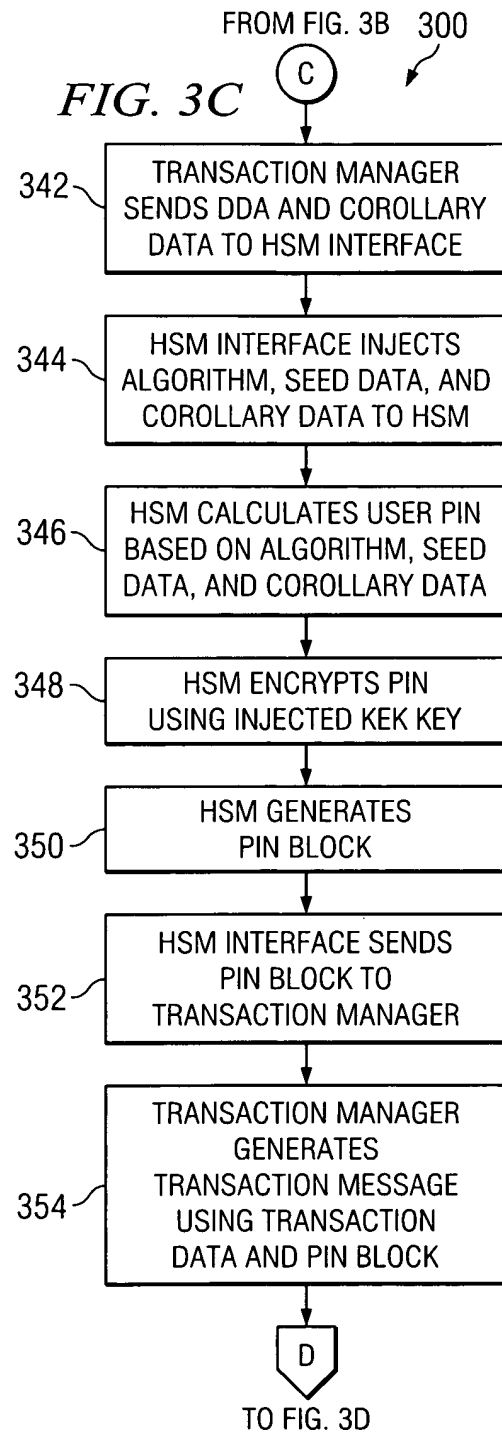 FROM FIG. 3B
300
C
FIG. 3C
342
TRANSACTION MANAGER
SENDS DDA AND COROLLARY
DATA TO HSM INTERFACE
344
HSM INTERFACE INJECTS
ALGORITHM, SEED DATA, AND
COROLLARY DATA TO HSM
346
HSM CALCULATES USER PIN
BASED ON ALGORITHM, SEED
DATA, AND COROLLARY DATA
348
HSM ENCRYPTS PIN
USING INJECTED KEK KEY
350
HSM GENERATES
PIN BLOCK
352
HSM INTERFACE SENDS
PIN BLOCK TO
TRANSACTION MANAGER
354
TRANSACTION MANAGER
GENERATES
TRANSACTION MESSAGE
USING TRANSACTION
DATA AND PIN BLOCK
D
TO FIG. 3D